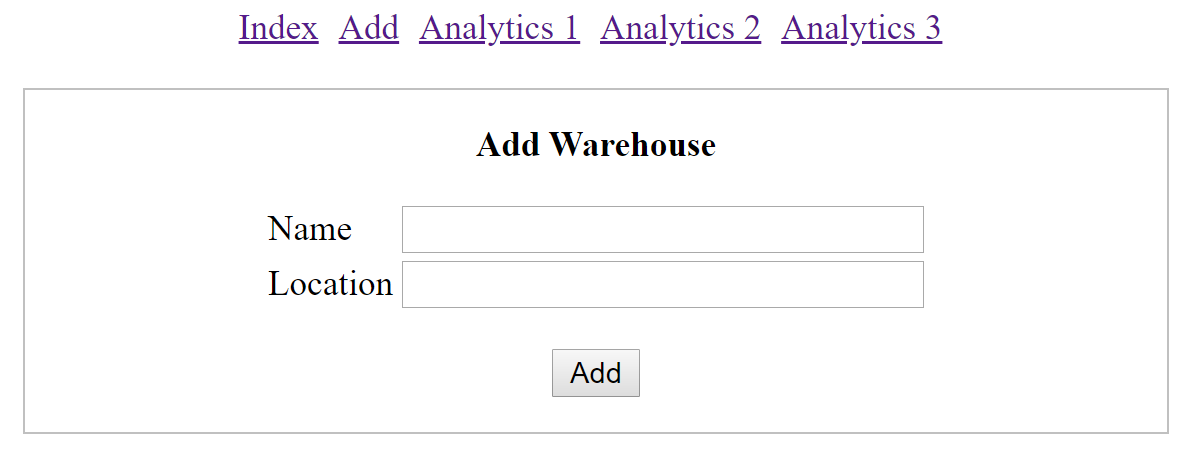 Index Add Analytics 1 Analytics 2 Analytics 3
Add Warehouse
Name
Location
Add